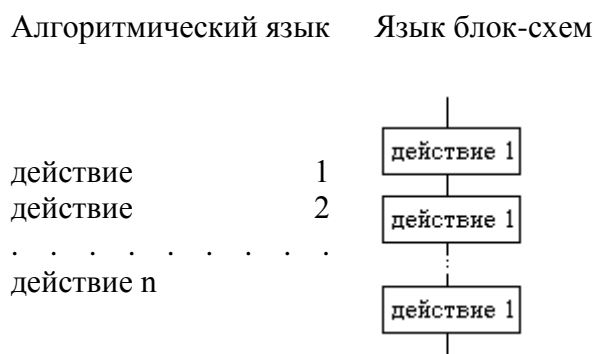 Алгоритмический язык Язык блок-схем
действие 1
действие 2
. . . . . . . . .
действие n
действие 1
действие 1
действие 1